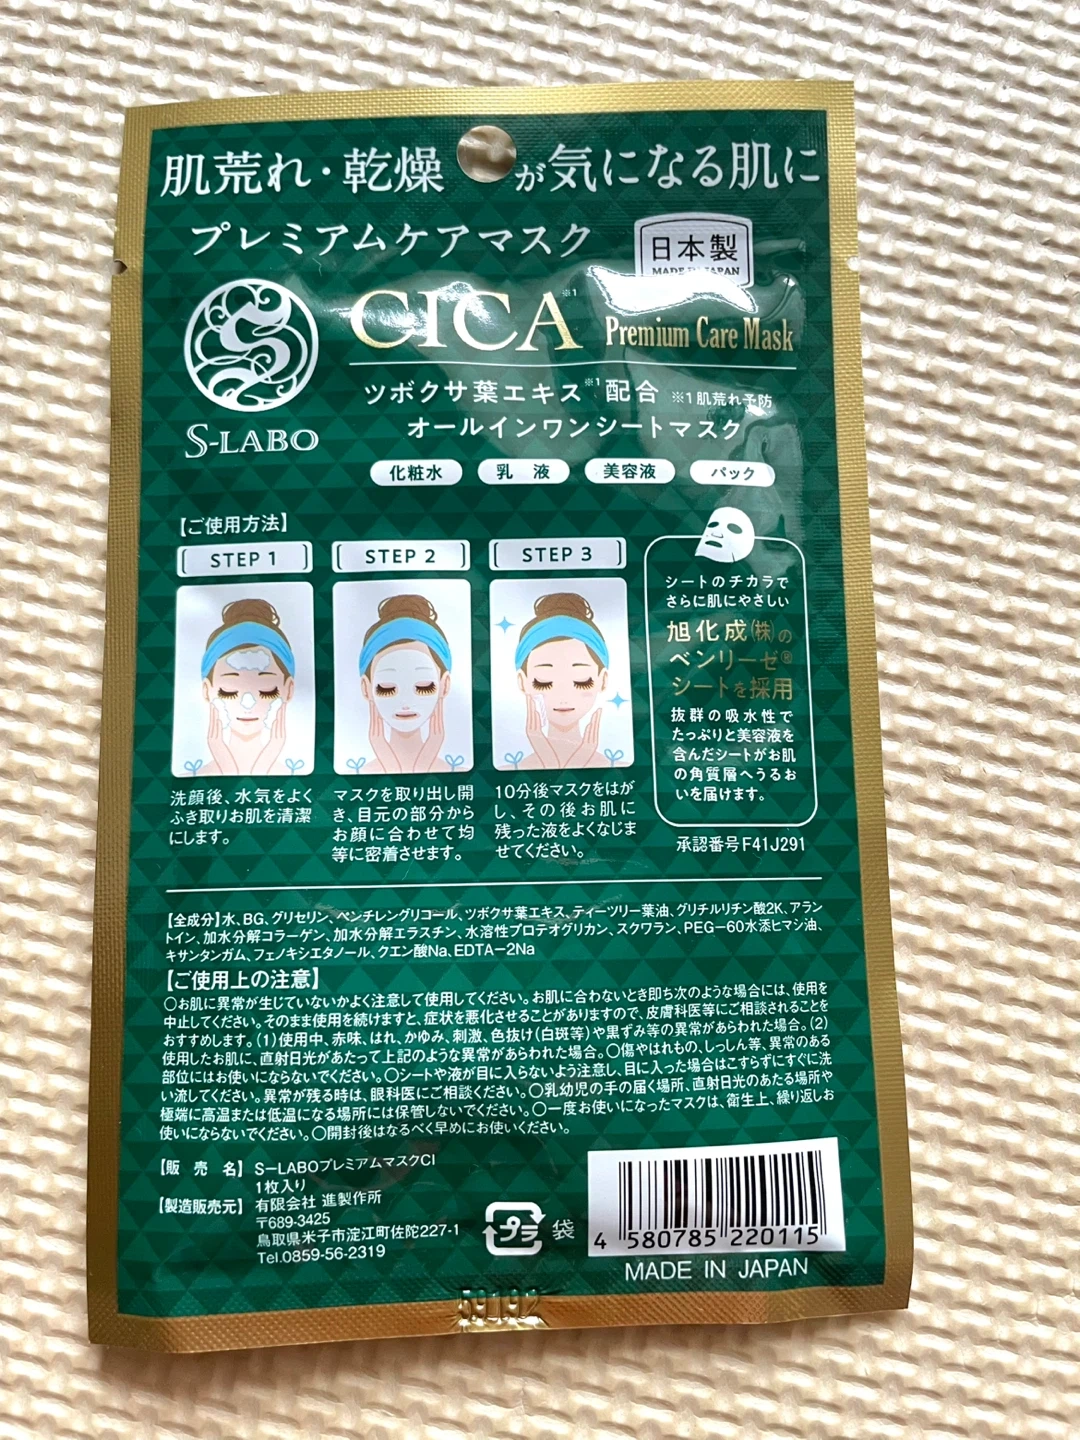 肌荒れ・乾燥が気になる肌に
プレミアムケアマスク
日本製
MADE IN JAPAN
CICA※1 Premium Care Mask
S-LABO
ツボクサ葉エキス※1配合 ※1肌荒れ予防
オールインワンシートマスク
化粧水 乳 液 美容液 パック
【ご使用方法】
STEP 1
洗顔後、水気をよく
ふき取りお肌を清潔
にします。
STEP 2
マスクを取り出し開
き、目元の部分から
お顔に合わせて均
等に密着させます。
STEP 3
10分後マスクをはが
し、その後お肌に
残った液をよくなじま
せてください。
シートのチカラで
さらに肌にやさしい
旭化成㈱の
ベンリーゼ®
シートを採用
抜群の吸水性で
たっぷりと美容液を
含んだシートがお肌
の角質層へうるお
いを届けます。
承認番号F41J291
【全成分】水、BG、グリセリン、ペンチレングリコール、ツボクサ葉エキス、ティーツリー葉油、グリチルリチン酸2K、アラン
トイン、加水分解コラーゲン、加水分解エラスチン、水溶性プロテオグリカン、スクワラン、PEG−60水添ヒマシ油、
キサンタンガム、フェノキシエタノール、クエン酸Na、EDTA−2Na
【ご使用上の注意】
○お肌に異常が生じていないかよく注意して使用してください。お肌に合わないとき即ち次のような場合には、使用を
中止してください。そのまま使用を続けますと、症状を悪化させることがありますので、皮膚科医等にご相談されることを
おすすめします。(1)使用中、赤味、はれ、かゆみ、刺激、色抜け(白斑等)や黒ずみ等の異常があらわれた場合。(2)
使用したお肌に、直射日光があたって上記のような異常があらわれた場合。○傷やはれもの、しっしん等、異常のある
部位にはお使いにならないでください。○シートや液が目に入らないよう注意し、目に入った場合はこすらずにすぐに洗
い流してください。異常が残る時は、眼科医にご相談ください。○乳幼児の手の届く場所、直射日光のあたる場所や
極端に高温または低温になる場所には保管しないでください。○一度お使いになったマスクは、衛生上、繰り返しお
使いにならないでください。○開封後はなるべく早めにお使いください。
【販 売 名】 S−LABOプレミアムマスクCI
1枚入り
【製造販売元】 有限会社 進製作所
〒689-3425
鳥取県米子市淀江町佐陀227-1
Tel.0859-56-2319
プラ 袋
4 580785 220115
MADE IN JAPAN
59192